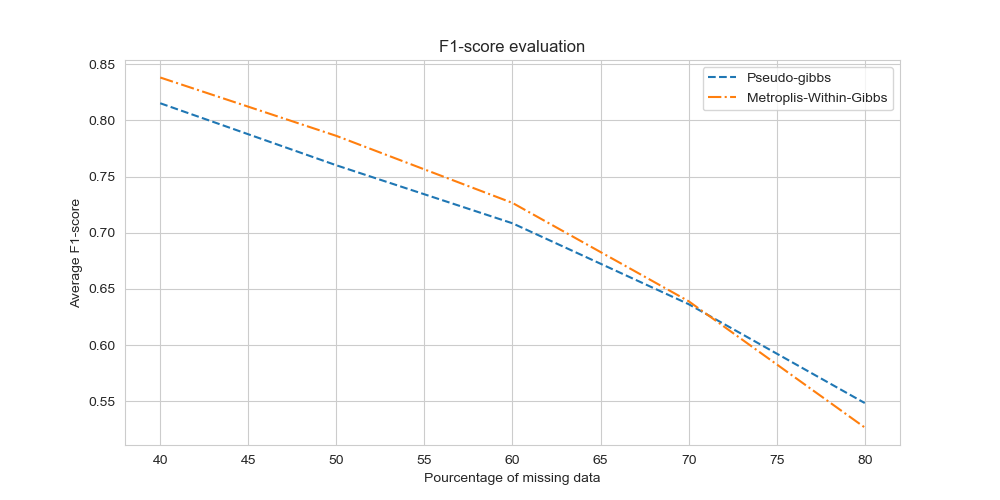 F1-score evaluation
Pseudo-gibbs
Metroplis-Within-Gibbs
Average F1-score
0.85
0.80
0.75
0.70
0.65
0.60
0.55
40 45 50 55 60 65 70 75 80
Pourcentage of missing data